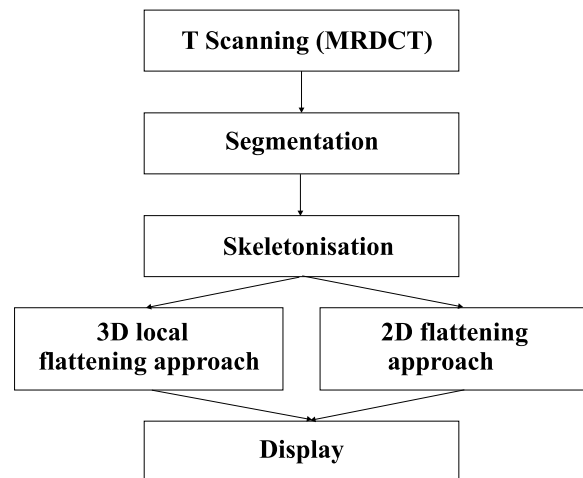 T Scanning (MRDCT)
Segmentation
Skeletonisation
3D local
flattening approach
2D flattening
approach
Display